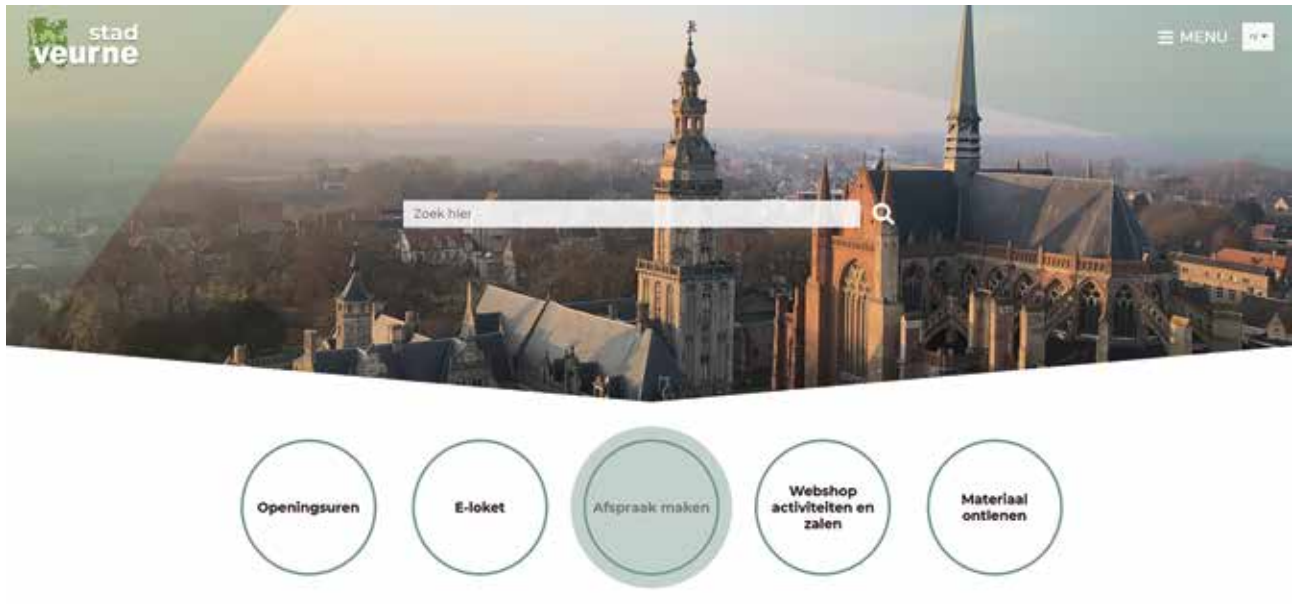 stad
veurne
MENU
Zoek hier
Openingsuren
E-loket
Afspraak maken
Webshop
activiteiten en
zalen
Materiaal
ontlenen